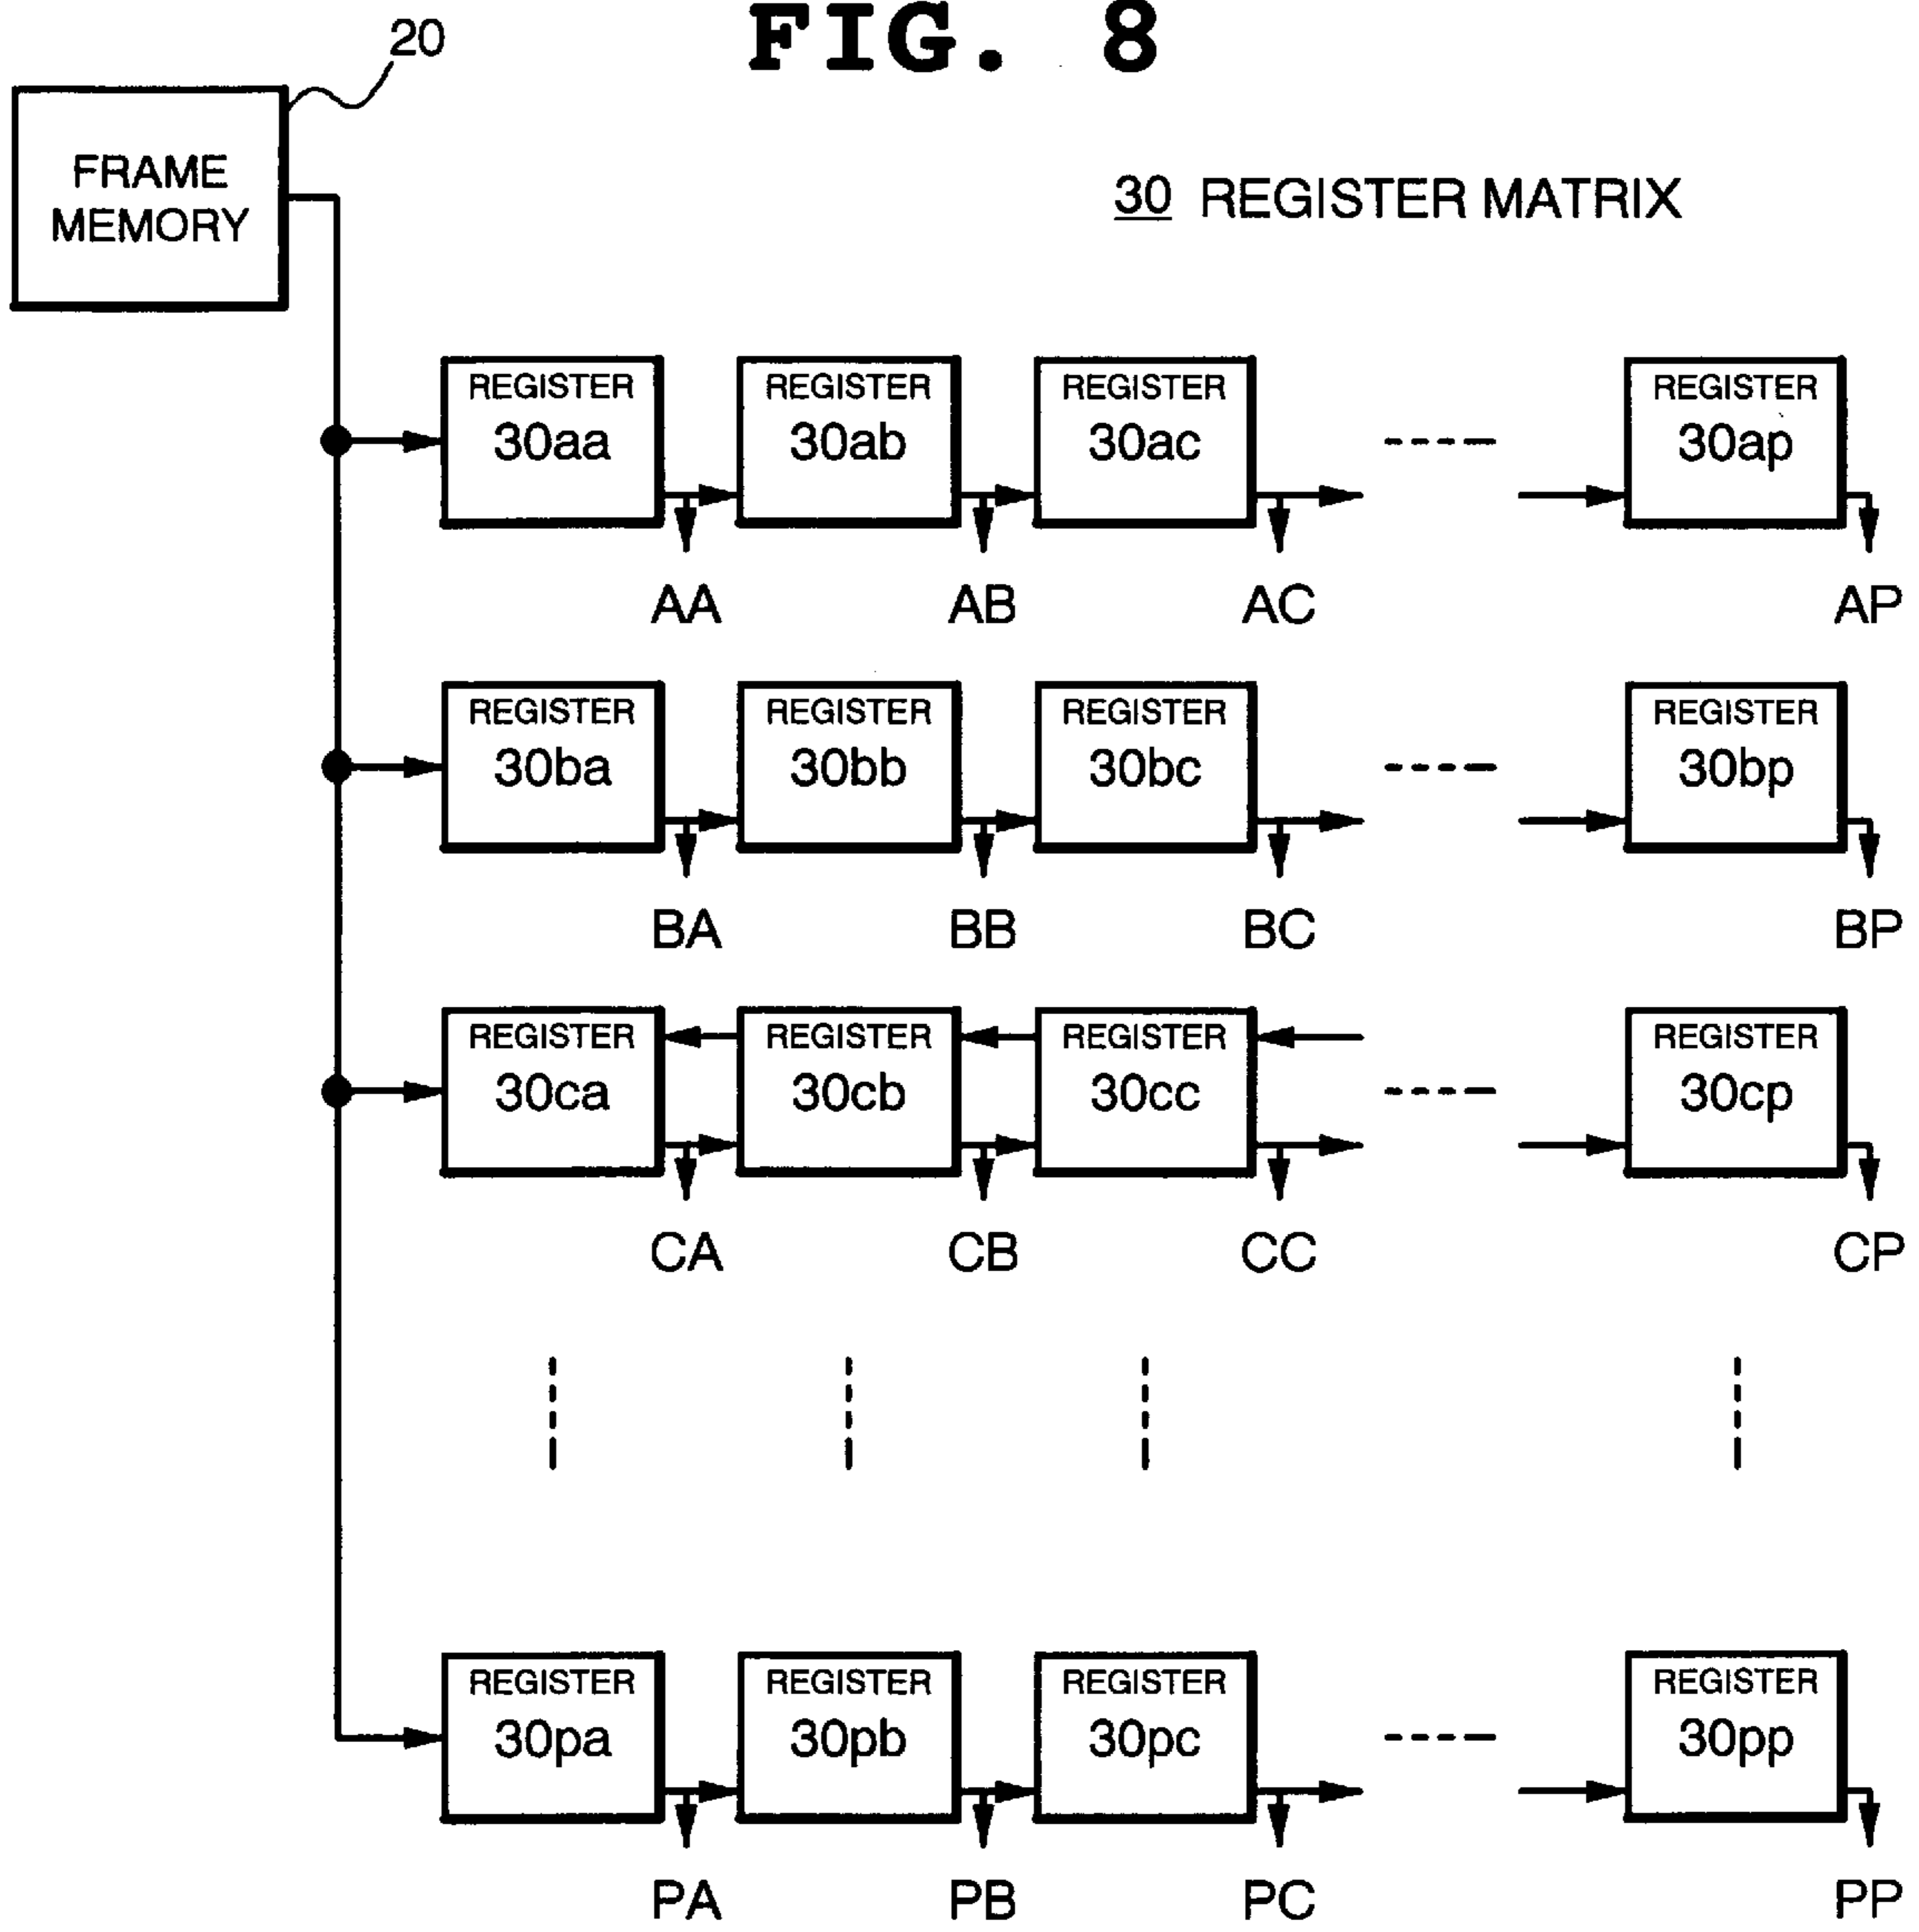 FIG. 8
20
FRAME
MEMORY
30 REGISTER MATRIX
REGISTER REGISTER REGISTER REGISTER
30aa 30ab 30ac 30ap
AA AB AC AP
REGISTER REGISTER REGISTER REGISTER
30ba 30bb 30bc 30bp
BA BB BC BP
REGISTER REGISTER REGISTER REGISTER
30ca 30cb 30cc 30cp
CA CB CC CP
REGISTER REGISTER REGISTER REGISTER
30pa 30pb 30pc 30pp
PA PB PC PP